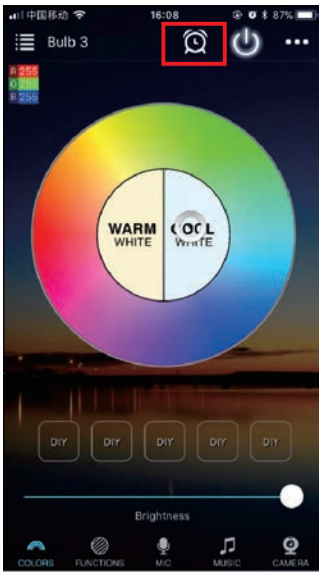 中国移动 16:08 87%
Bulb 3
R 255
G 255
B 255
WARM WHITE
COOL WHITE
DIY DIY DIY DIY DIY
Brightness
COLORS FUNCTIONS MIC MUSIC CAMERA